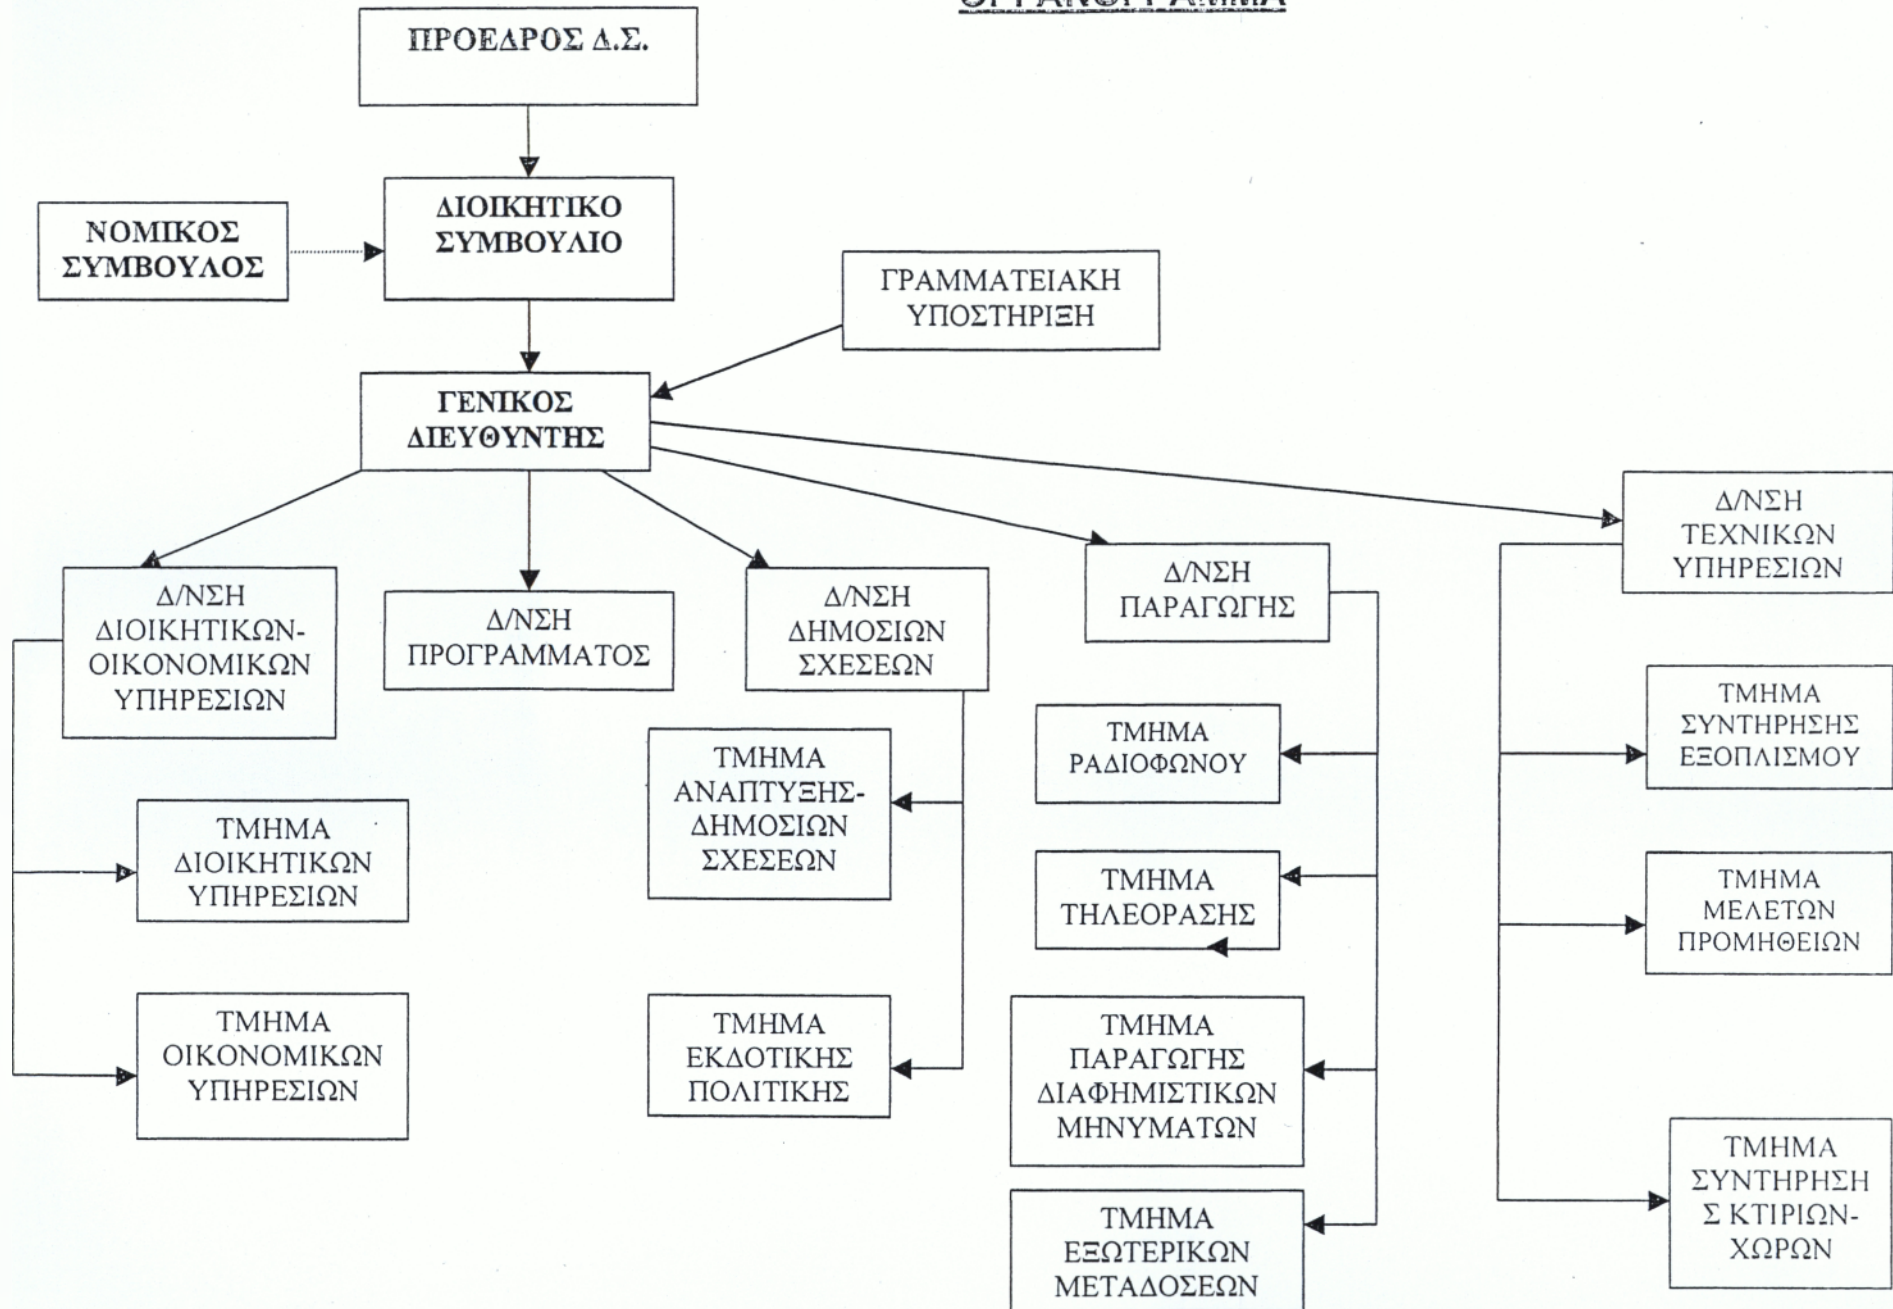 ΟΡΓΑΝΟΓΡΑΜΜΑ
ΠΡΟΕΔΡΟΣ Δ.Σ.
ΔΙΟΙΚΗΤΙΚΟ
ΣΥΜΒΟΥΛΙΟ
ΝΟΜΙΚΟΣ
ΣΥΜΒΟΥΛΟΣ
ΓΡΑΜΜΑΤΕΙΑΚΗ
ΥΠΟΣΤΗΡΙΞΗ
ΓΕΝΙΚΟΣ
ΔΙΕΥΘΥΝΤΗΣ
Δ/ΝΣΗ
ΔΙΟΙΚΗΤΙΚΩΝ-
ΟΙΚΟΝΟΜΙΚΩΝ
ΥΠΗΡΕΣΙΩΝ
Δ/ΝΣΗ
ΠΡΟΓΡΑΜΜΑΤΟΣ
Δ/ΝΣΗ
ΔΗΜΟΣΙΩΝ
ΣΧΕΣΕΩΝ
Δ/ΝΣΗ
ΠΑΡΑΓΩΓΗΣ
Δ/ΝΣΗ
ΤΕΧΝΙΚΩΝ
ΥΠΗΡΕΣΙΩΝ
ΤΜΗΜΑ
ΔΙΟΙΚΗΤΙΚΩΝ
ΥΠΗΡΕΣΙΩΝ
ΤΜΗΜΑ
ΟΙΚΟΝΟΜΙΚΩΝ
ΥΠΗΡΕΣΙΩΝ
ΤΜΗΜΑ
ΑΝΑΠΤΥΞΗΣ-
ΔΗΜΟΣΙΩΝ
ΣΧΕΣΕΩΝ
ΤΜΗΜΑ
ΕΚΔΟΤΙΚΗΣ
ΠΟΛΙΤΙΚΗΣ
ΤΜΗΜΑ
ΡΑΔΙΟΦΩΝΟΥ
ΤΜΗΜΑ
ΤΗΛΕΟΡΑΣΗΣ
ΤΜΗΜΑ
ΠΑΡΑΓΩΓΗΣ
ΔΙΑΦΗΜΙΣΤΙΚΩΝ
ΜΗΝΥΜΑΤΩΝ
ΤΜΗΜΑ
ΕΞΩΤΕΡΙΚΩΝ
ΜΕΤΑΔΟΣΕΩΝ
ΤΜΗΜΑ
ΣΥΝΤΗΡΗΣΗΣ
ΕΞΟΠΛΙΣΜΟΥ
ΤΜΗΜΑ
ΜΕΛΕΤΩΝ
ΠΡΟΜΗΘΕΙΩΝ
ΤΜΗΜΑ
ΣΥΝΤΗΡΗΣΗ
Σ ΚΤΙΡΙΩΝ-
ΧΩΡΩΝ